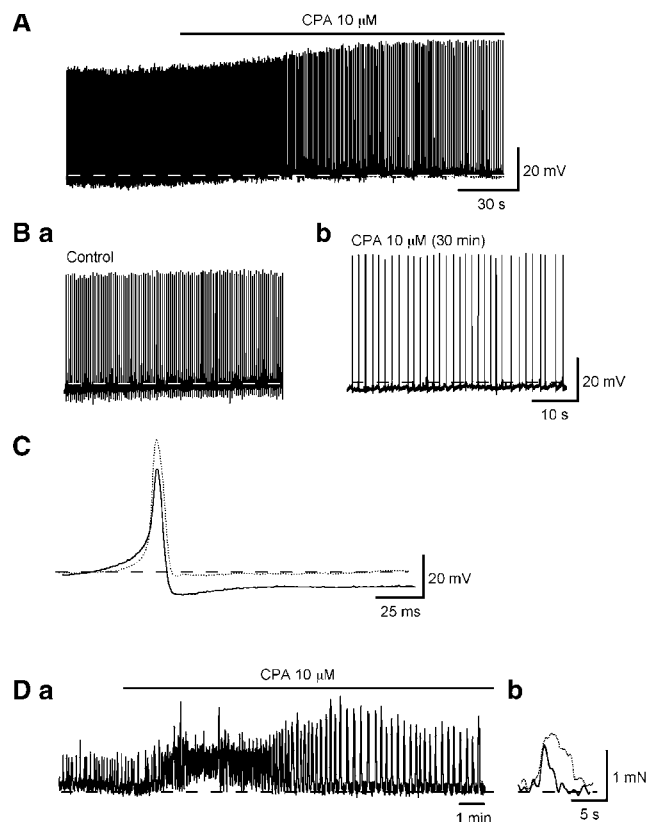 A
CPA 10 μM
20 mV
30 s
B a
Control
b
CPA 10 μM (30 min)
20 mV
10 s
C
20 mV
25 ms
D a
CPA 10 μM
1 min
b
1 mN
5 s